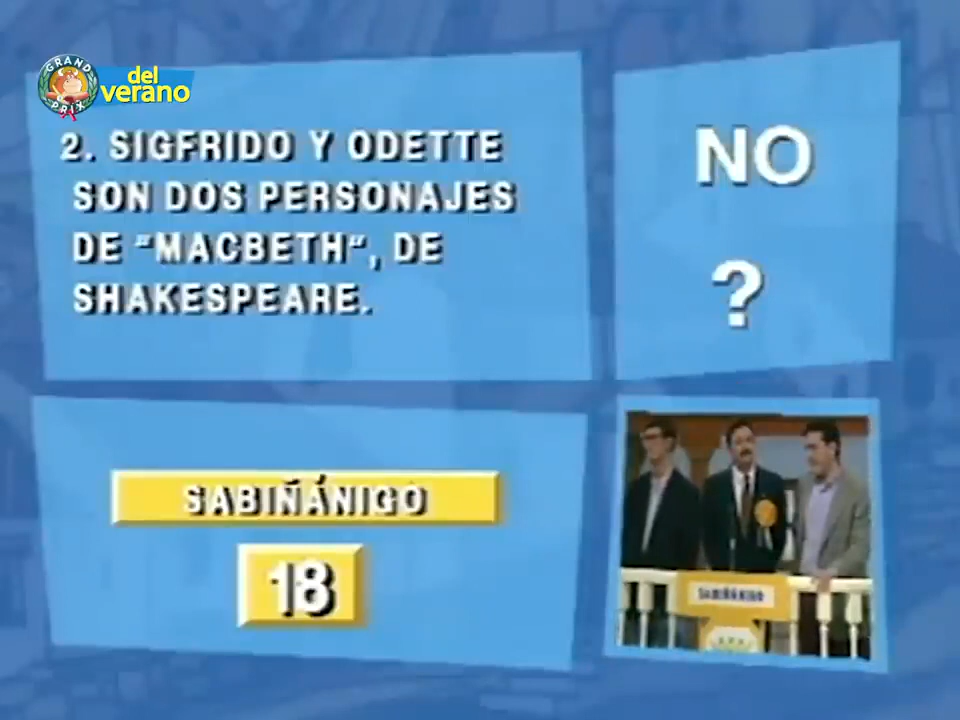 GRAND PRIX
del verano
2. SIGFRIDO Y ODETTE
SON DOS PERSONAJES
DE "MACBETH", DE
SHAKESPEARE.
NO
?
SABIÑÁNIGO
18
SABIÑÁNIGO